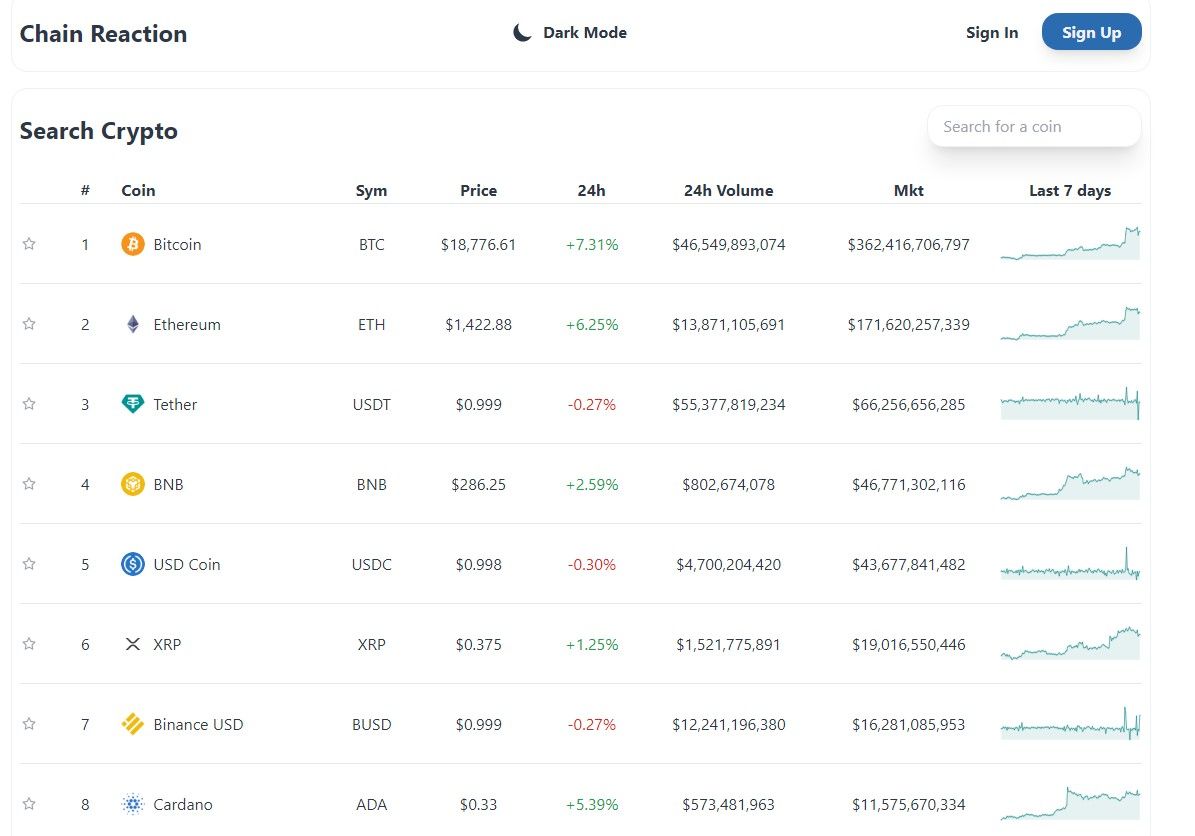 Chain Reaction Dark Mode Sign In Sign Up
Search Crypto Search for a coin
# Coin Sym Price 24h 24h Volume Mkt Last 7 days
1 Bitcoin BTC $18,776.61 +7.31% $46,549,893,074 $362,416,706,797
2 Ethereum ETH $1,422.88 +6.25% $13,871,105,691 $171,620,257,339
3 Tether USDT $0.999 -0.27% $55,377,819,234 $66,256,656,285
4 BNB BNB $286.25 +2.59% $802,674,078 $46,771,302,116
5 USD Coin USDC $0.998 -0.30% $4,700,204,420 $43,677,841,482
6 XRP XRP $0.375 +1.25% $1,521,775,891 $19,016,550,446
7 Binance USD BUSD $0.999 -0.27% $12,241,196,380 $16,281,085,953
8 Cardano ADA $0.33 +5.39% $573,481,963 $11,575,670,334